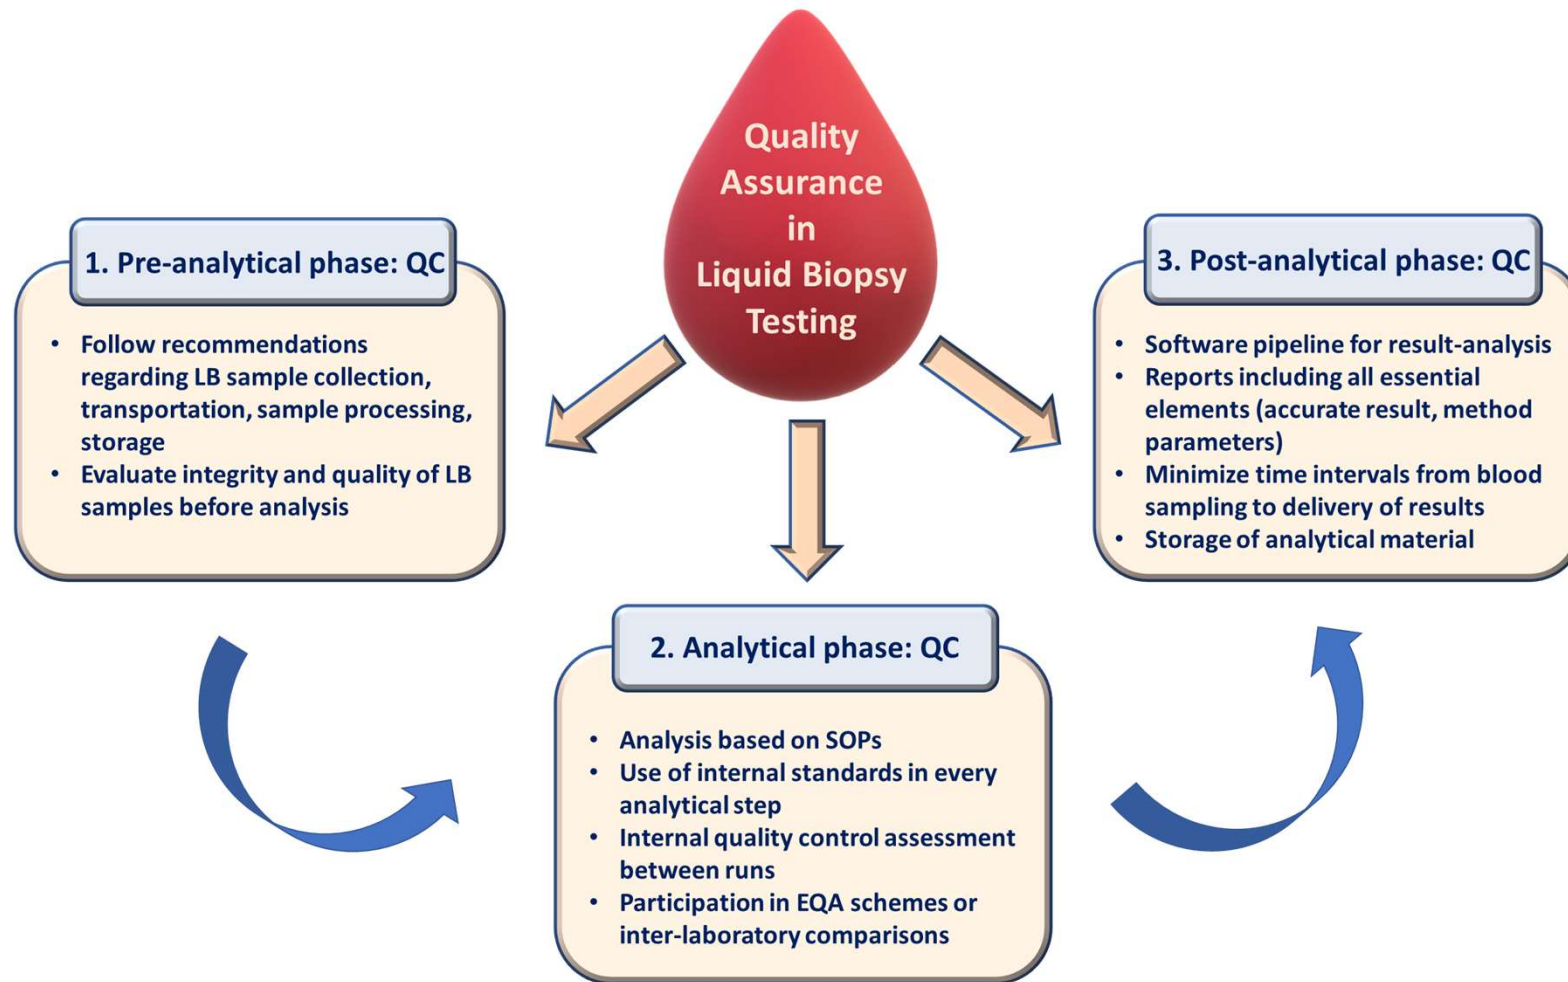 Quality
Assurance
in
Liquid Biopsy
Testing
1. Pre-analytical phase: QC
• Follow recommendations
regarding LB sample collection,
transportation, sample processing,
storage
• Evaluate integrity and quality of LB
samples before analysis
2. Analytical phase: QC
• Analysis based on SOPs
• Use of internal standards in every
analytical step
• Internal quality control assessment
between runs
• Participation in EQA schemes or
inter-laboratory comparisons
3. Post-analytical phase: QC
• Software pipeline for result-analysis
• Reports including all essential
elements (accurate result, method
parameters)
• Minimize time intervals from blood
sampling to delivery of results
• Storage of analytical material